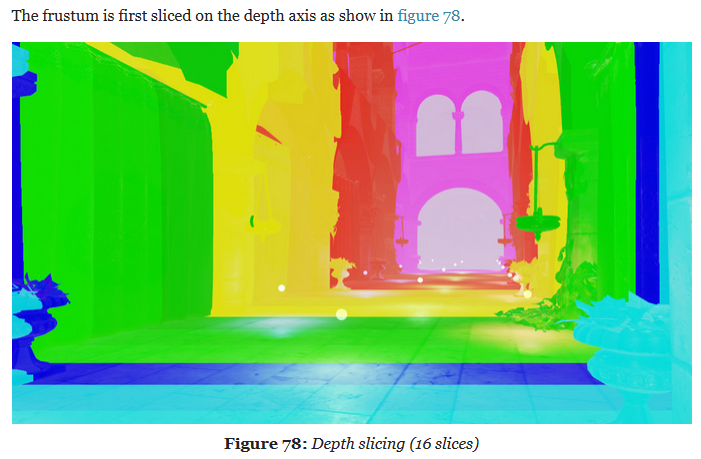 The frustum is first sliced on the depth axis as show in figure 78.
Figure 78: Depth slicing (16 slices)